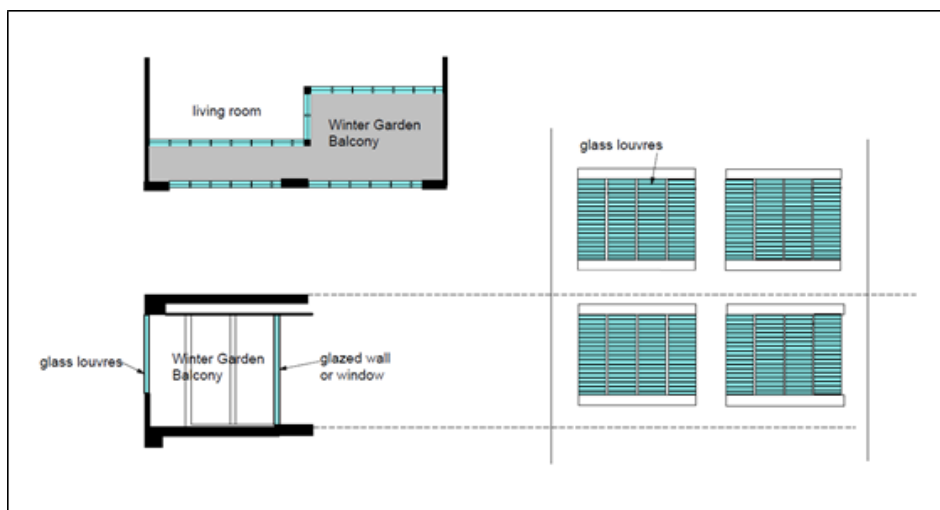 living room
Winter Garden
Balcony
glass louvres
glass louvres
Winter Garden
Balcony
glazed wall
or window